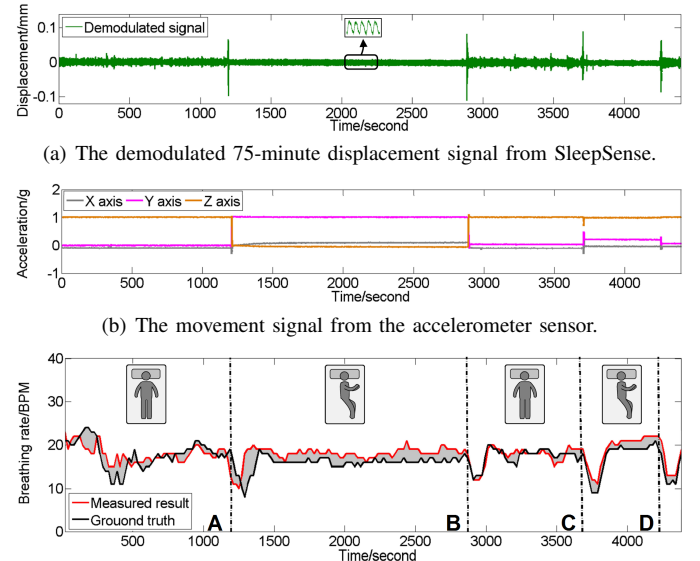 Displacement/mm
0.1
0
-0.1
Demodulated signal
0 500 1000 1500 2000 2500 3000 3500 4000
Time/second
(a) The demodulated 75-minute displacement signal from SleepSense.
Acceleration/g
2
1
0
-1
X axis Y axis Z axis
0 500 1000 1500 2000 2500 3000 3500 4000
Time/second
(b) The movement signal from the accelerometer sensor.
Breathing rate/BPM
40
30
20
10
0
Measured result
Grouond truth
A B C D
500 1000 1500 2000 2500 3000 3500 4000
Time/second